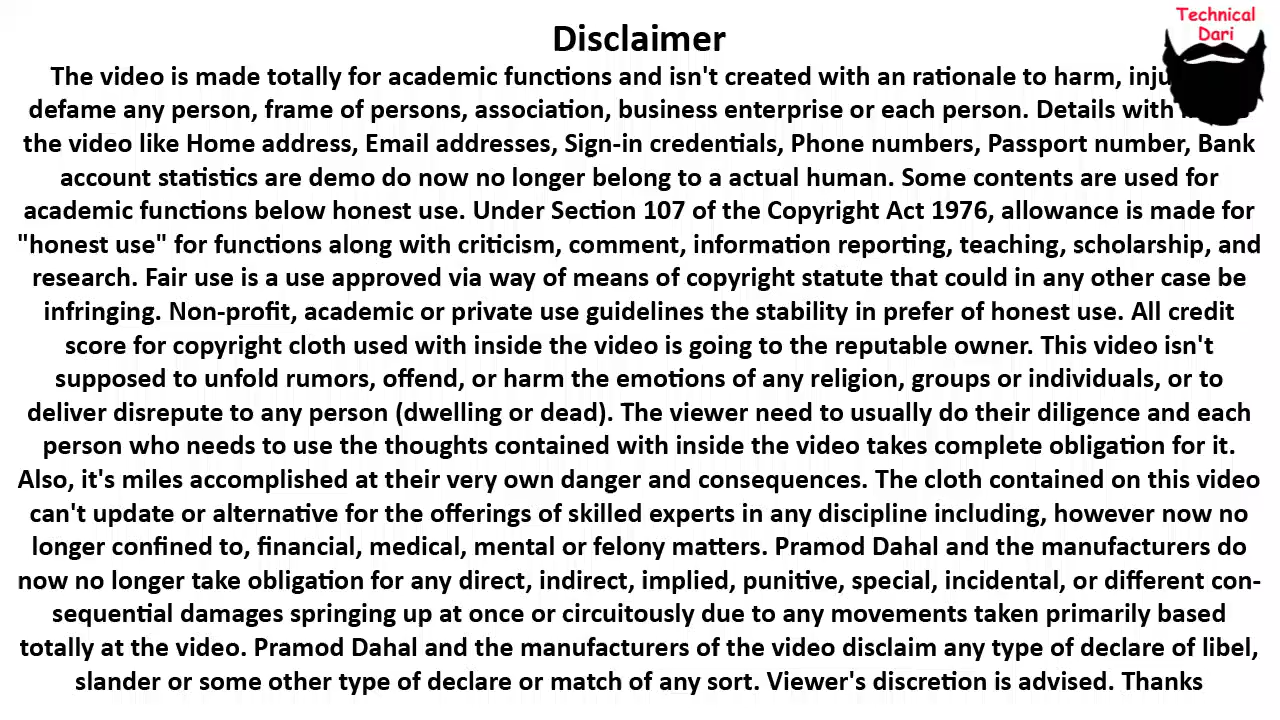 Disclaimer
Technical
Dari
The video is made totally for academic functions and isn't created with an rationale to harm,
defame any person, frame of persons, association, business enterprise or each person. Details with
the video like Home address, Email addresses, Sign-in credentials, Phone numbers, Passport number, Bank
account statistics are demo do now no longer belong to a actual human. Some contents are used for
academic functions below honest use. Under Section 107 of the Copyright Act 1976, allowance is made for
"honest use" for functions along with criticism, comment, information reporting, teaching, scholarship, and
research. Fair use is a use approved via way of means of copyright statute that could in any other case be
infringing. Non-profit, academic or private use guidelines the stability in prefer of honest use. All credit
score for copyright cloth used with inside the video is going to the reputable owner. This video isn't
supposed to unfold rumors, offend, or harm the emotions of any religion, groups or individuals, or to
deliver disrepute to any person (dwelling or dead). The viewer need to usually do their diligence and each
person who needs to use the thoughts contained with inside the video takes complete obligation for it.
Also, it's miles accomplished at their very own danger and consequences. The cloth contained on this video
can't update or alternative for the offerings of skilled experts in any discipline including, however now no
longer confined to, financial, medical, mental or felony matters. Pramod Dahal and the manufacturers do
now no longer take obligation for any direct, indirect, implied, punitive, special, incidental, or different con-
sequential damages springing up at once or circuitously due to any movements taken primarily based
totally at the video. Pramod Dahal and the manufacturers of the video disclaim any type of declare of libel,
slander or some other type of declare or match of any sort. Viewer's discretion is advised. Thanks